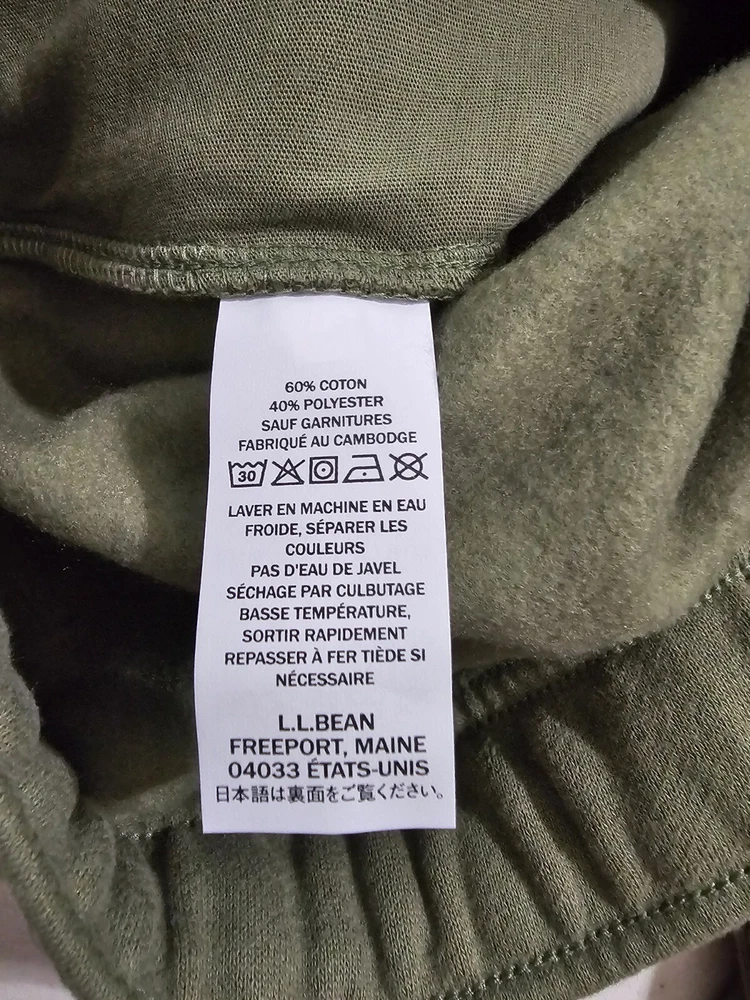 60% COTON
40% POLYESTER
SAUF GARNITURES
FABRIQUÉ AU CAMBODGE
30
LAVER EN MACHINE EN EAU
FROIDE, SÉPARER LES
COULEURS
PAS D'EAU DE JAVEL
SÉCHAGE PAR CULBUTAGE
BASSE TEMPÉRATURE,
SORTIR RAPIDEMENT
REPASSER À FER TIÈDE SI
NÉCESSAIRE
L.L.BEAN
FREEPORT, MAINE
04033 ÉTATS-UNIS
日本語は裏面をご覧ください。